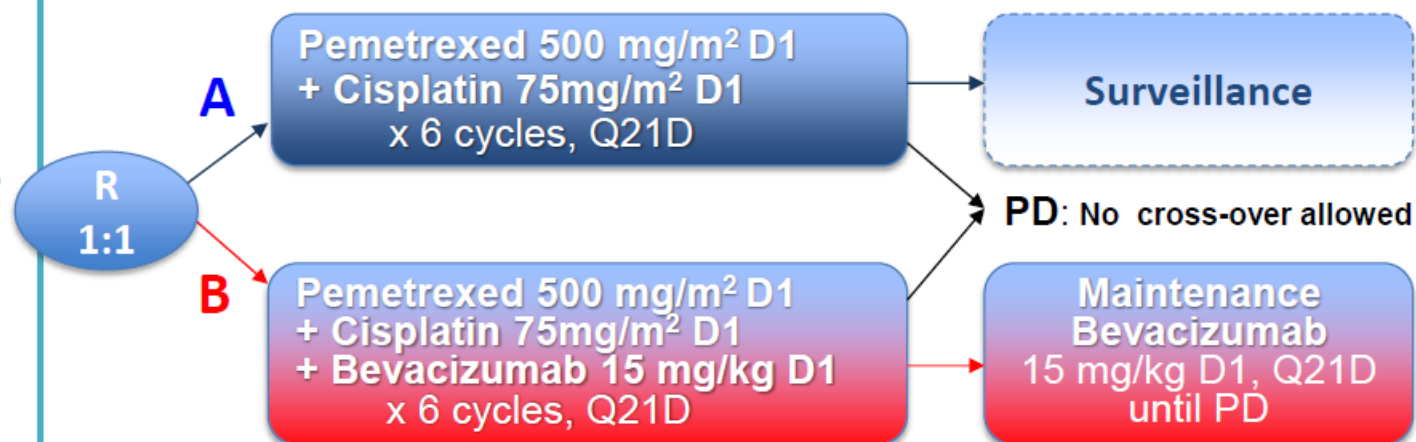 Pemetrexed 500 mg/m² D1
+ Cisplatin 75mg/m² D1
x 6 cycles, Q21D
Surveillance
A
R
1:1
PD: No cross-over allowed
B
Pemetrexed 500 mg/m² D1
+ Cisplatin 75mg/m² D1
+ Bevacizumab 15 mg/kg D1
x 6 cycles, Q21D
Maintenance
Bevacizumab
15 mg/kg D1, Q21D
until PD